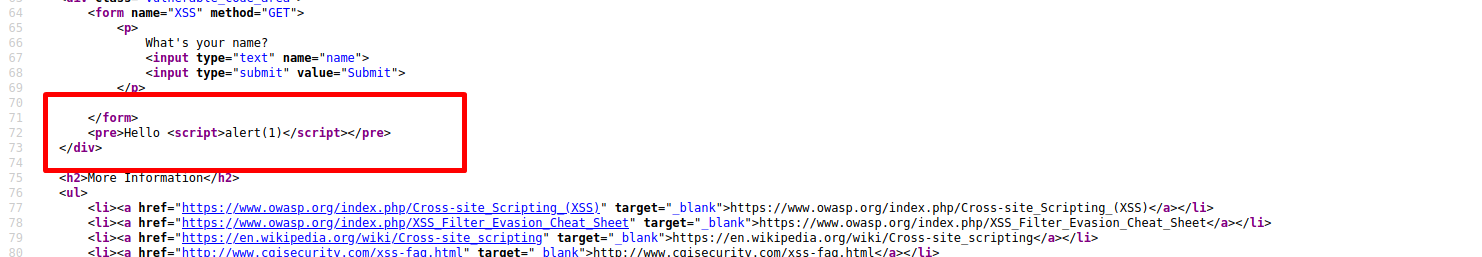 <div class="vulnerable_code_area">
64 <form name="XSS" method="GET">
65 <p>
66 What's your name?
67 <input type="text" name="name">
68 <input type="submit" value="Submit">
69 </p>
70
71 </form>
72 <pre>Hello <script>alert(1)</script></pre>
73 </div>
74
75 <h2>More Information</h2>
76 <ul>
77 <li><a href="https://www.owasp.org/index.php/Cross-site_Scripting_(XSS)" target="_blank">https://www.owasp.org/index.php/Cross-site_Scripting_(XSS)</a></li>
78 <li><a href="https://www.owasp.org/index.php/XSS_Filter_Evasion_Cheat_Sheet" target="_blank">https://www.owasp.org/index.php/XSS_Filter_Evasion_Cheat_Sheet</a></li>
79 <li><a href="https://en.wikipedia.org/wiki/Cross-site_scripting" target="_blank">https://en.wikipedia.org/wiki/Cross-site_scripting</a></li>
80 <li><a href="http://www.cgisecurity.com/xss-faq.html" target="_blank">http://www.cgisecurity.com/xss-faq.html</a></li>